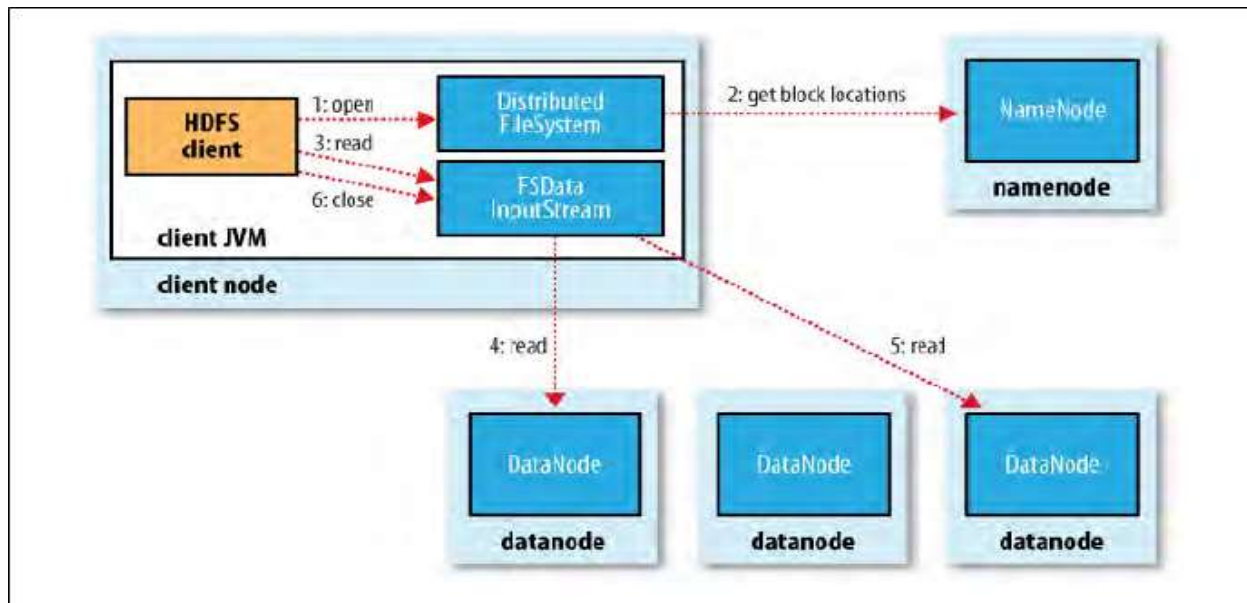 HDFS
client
1: open
3: read
6: close
Distributed
FileSystem
FSData
InputStream
client JVM
client node
2: get block locations
NameNode
namenode
4: read
5: read
DataNode
datanode
DataNode
datanode
DataNode
datanode